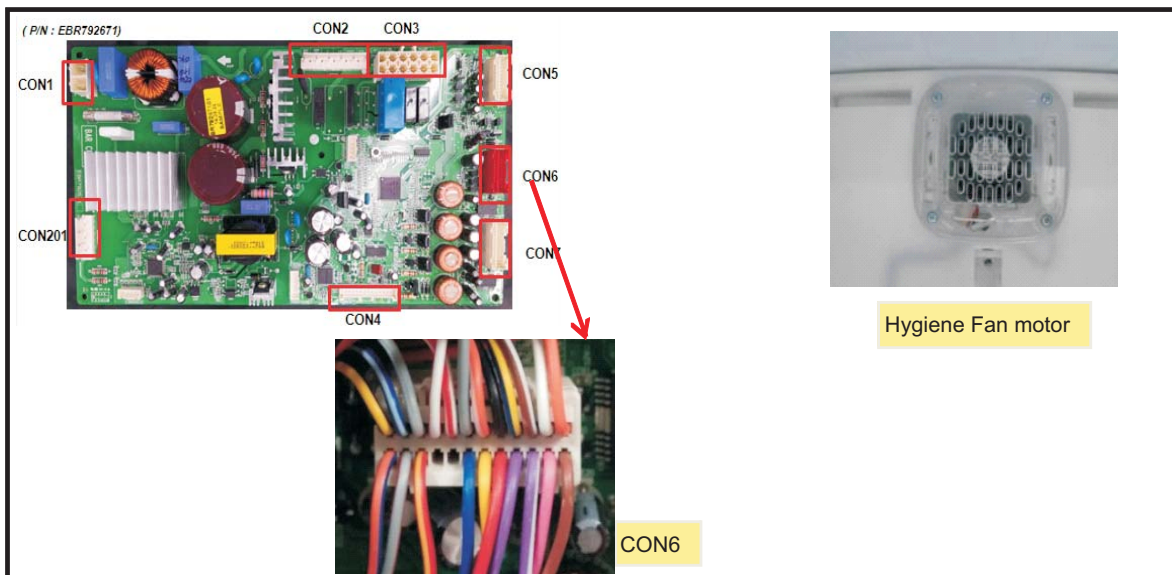 ( P/N : EBR792671)
CON2
CON3
CON1
CON5
CON6
CON201
CON7
CON4
Hygiene Fan motor
CON6